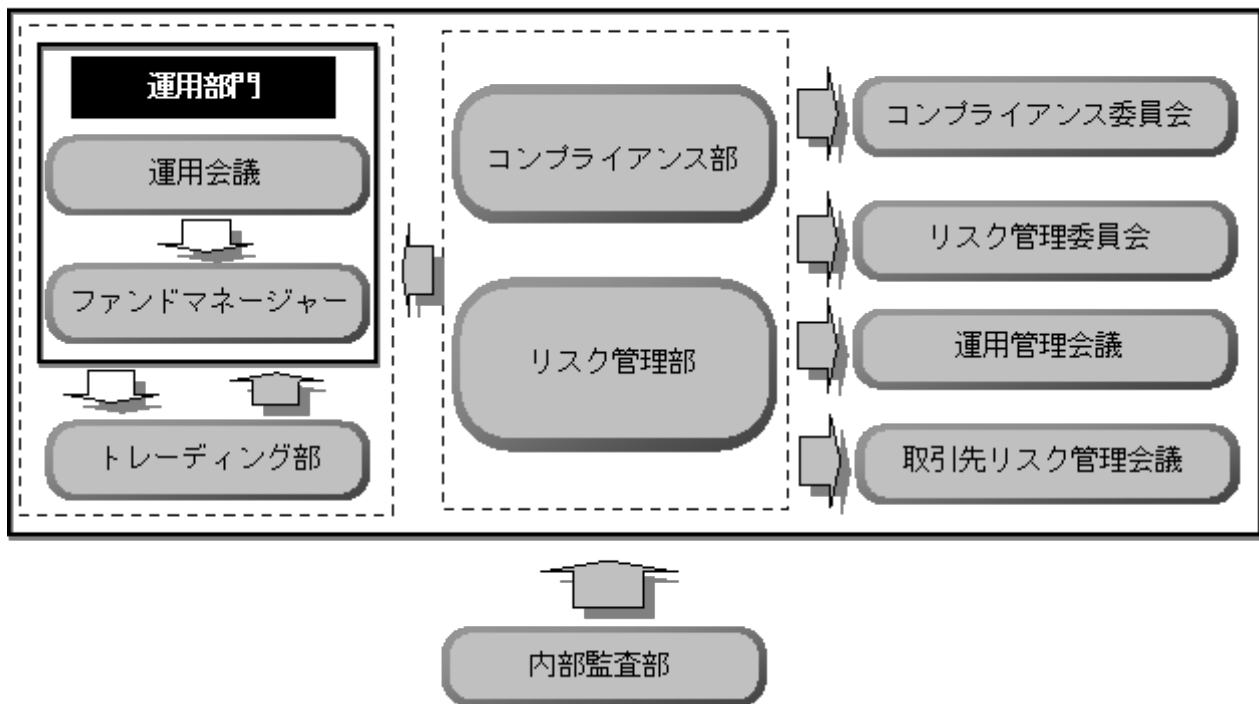 運用部門
運用会議
ファンドマネージャー
トレーディング部
コンプライアンス部
リスク管理部
コンプライアンス委員会
リスク管理委員会
運用管理会議
取引先リスク管理会議
内部監査部